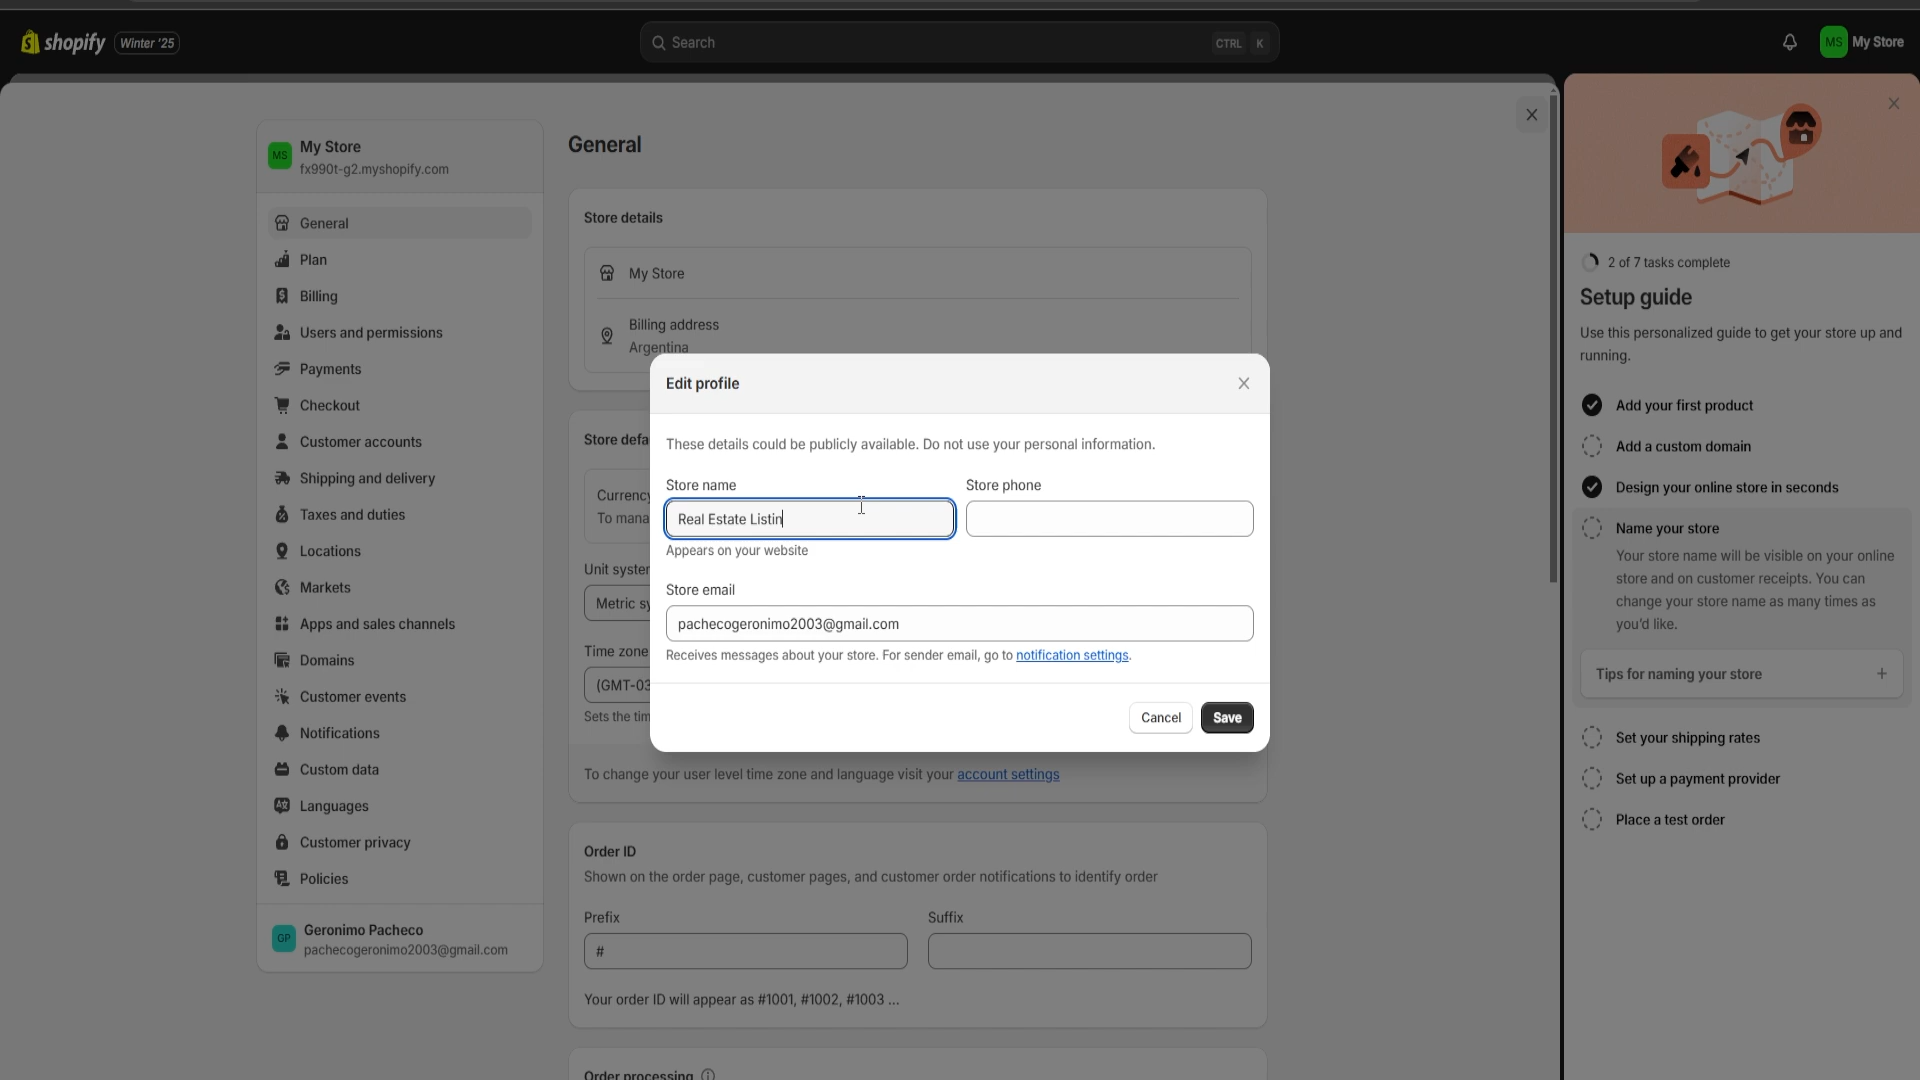 shopify Winter '25
Search CTRL K
MS My Store
MS My Store
fx990t-g2.myshopify.com
General
Plan
Billing
Users and permissions
Payments
Checkout
Customer accounts
Shipping and delivery
Taxes and duties
Locations
Markets
Apps and sales channels
Domains
Customer events
Notifications
Custom data
Languages
Customer privacy
Policies
GP Geronimo Pacheco
pachecogeronimo2003@gmail.com
General
Store details
My Store
Billing address
Argentina
Store defa
Currency
To mana
Unit syster
Metric sy
Time zone
(GMT-03
Sets the tim
To change your user level time zone and language visit your account settings
Order ID
Shown on the order page, customer pages, and customer order notifications to identify order
Prefix Suffix
#
Your order ID will appear as #1001, #1002, #1003 ...
Order processing
Edit profile
These details could be publicly available. Do not use your personal information.
Store name Store phone
Real Estate Listin
Appears on your website
Store email
pachecogeronimo2003@gmail.com
Receives messages about your store. For sender email, go to notification settings.
Cancel Save
2 of 7 tasks complete
Setup guide
Use this personalized guide to get your store up and
running.
Add your first product
Add a custom domain
Design your online store in seconds
Name your store
Your store name will be visible on your online
store and on customer receipts. You can
change your store name as many times as
you'd like.
Tips for naming your store
Set your shipping rates
Set up a payment provider
Place a test order